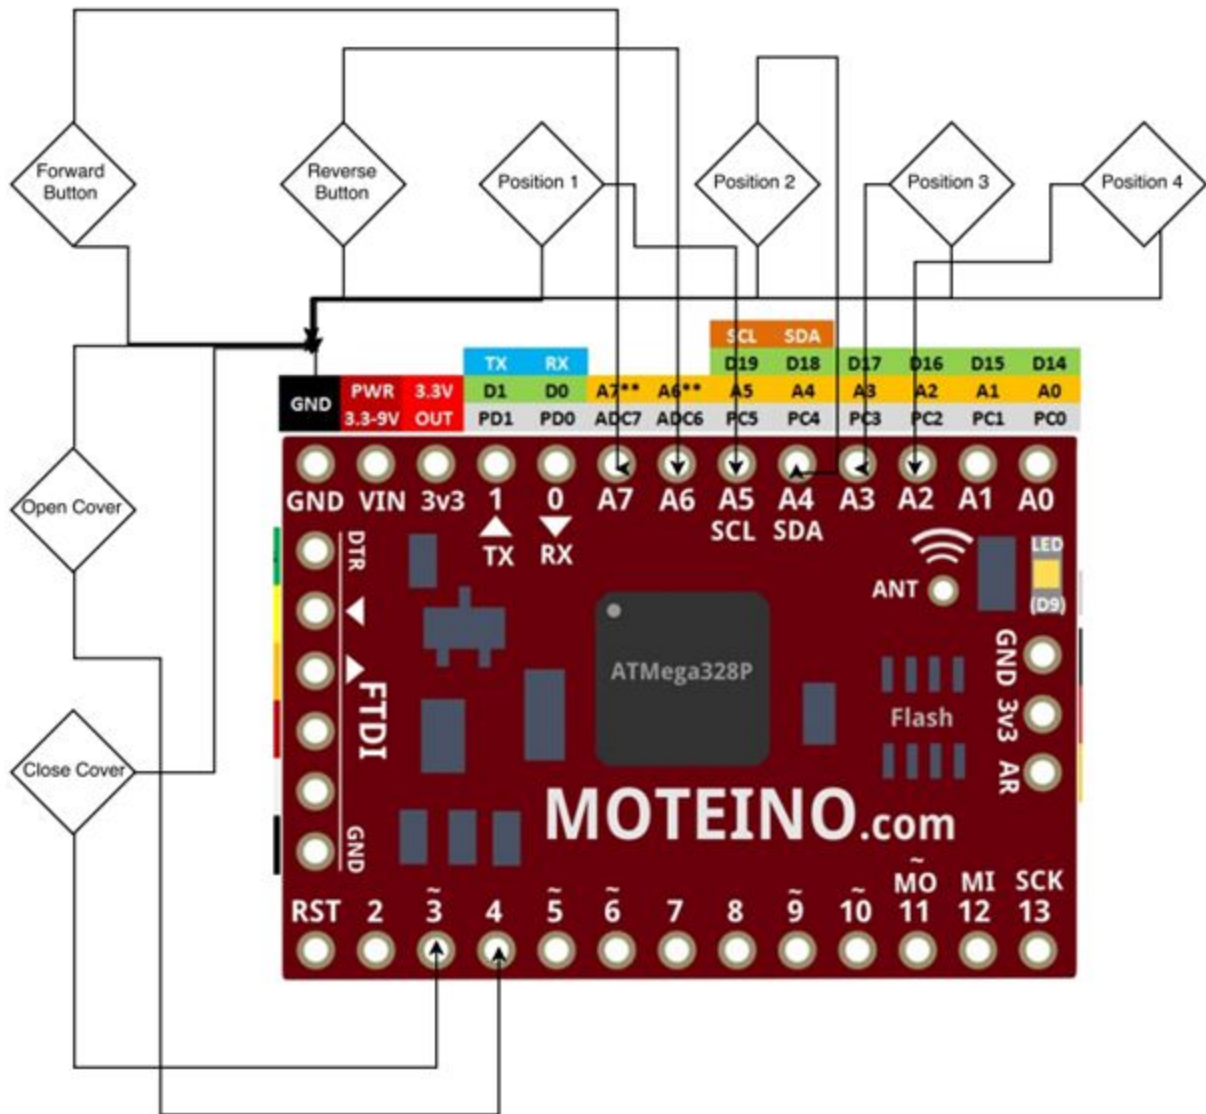 Forward
Button
Reverse
Button
Position 1
Position 2
Position 3
Position 4
SCL SDA
TX RX D19 D18 D17 D16 D15 D14
GND PWR 3.3V D1 D0 A7** A6** A5 A4 A3 A2 A1 A0
3.3-9V OUT PD1 PD0 ADC7 ADC6 PC5 PC4 PC3 PC2 PC1 PC0
GND VIN 3v3 1 0 A7 A6 A5 A4 A3 A2 A1 A0
TX RX SCL SDA
Open Cover
DTR
FTDI
GND
ANT
LED
(D9)
ATMega328P
Flash
GND 3v3 AR
Close Cover
MOTEINO.com
~ ~ ~ ~ ~ ~ MO MI SCK
RST 2 3 4 5 6 7 8 9 10 11 12 13